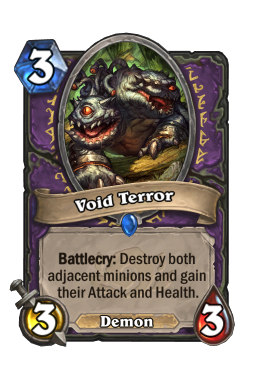 3
Void Terror
Battlecry: Destroy both
adjacent minions and gain
their Attack and Health.
3
Demon
3